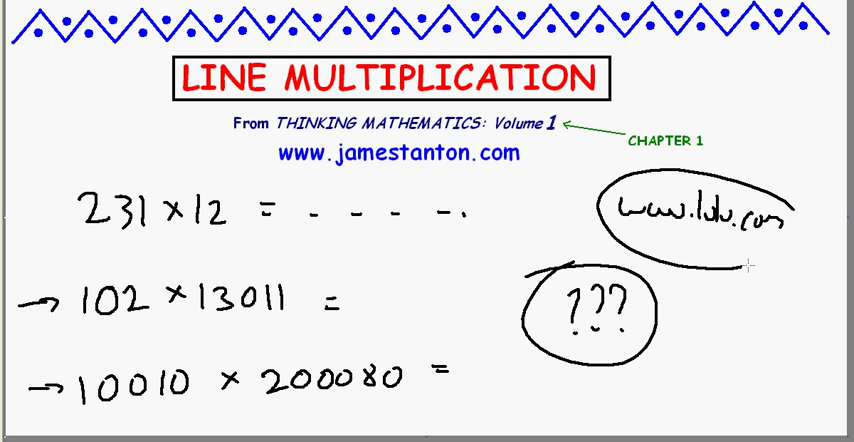 LINE MULTIPLICATION
From THINKING MATHEMATICS: Volume 1
CHAPTER 1
www.jamestanton.com
231 × 12 = - - - -.
www.lulu.com
→ 102 × 13011 =
???
→ 10010 × 200080 =